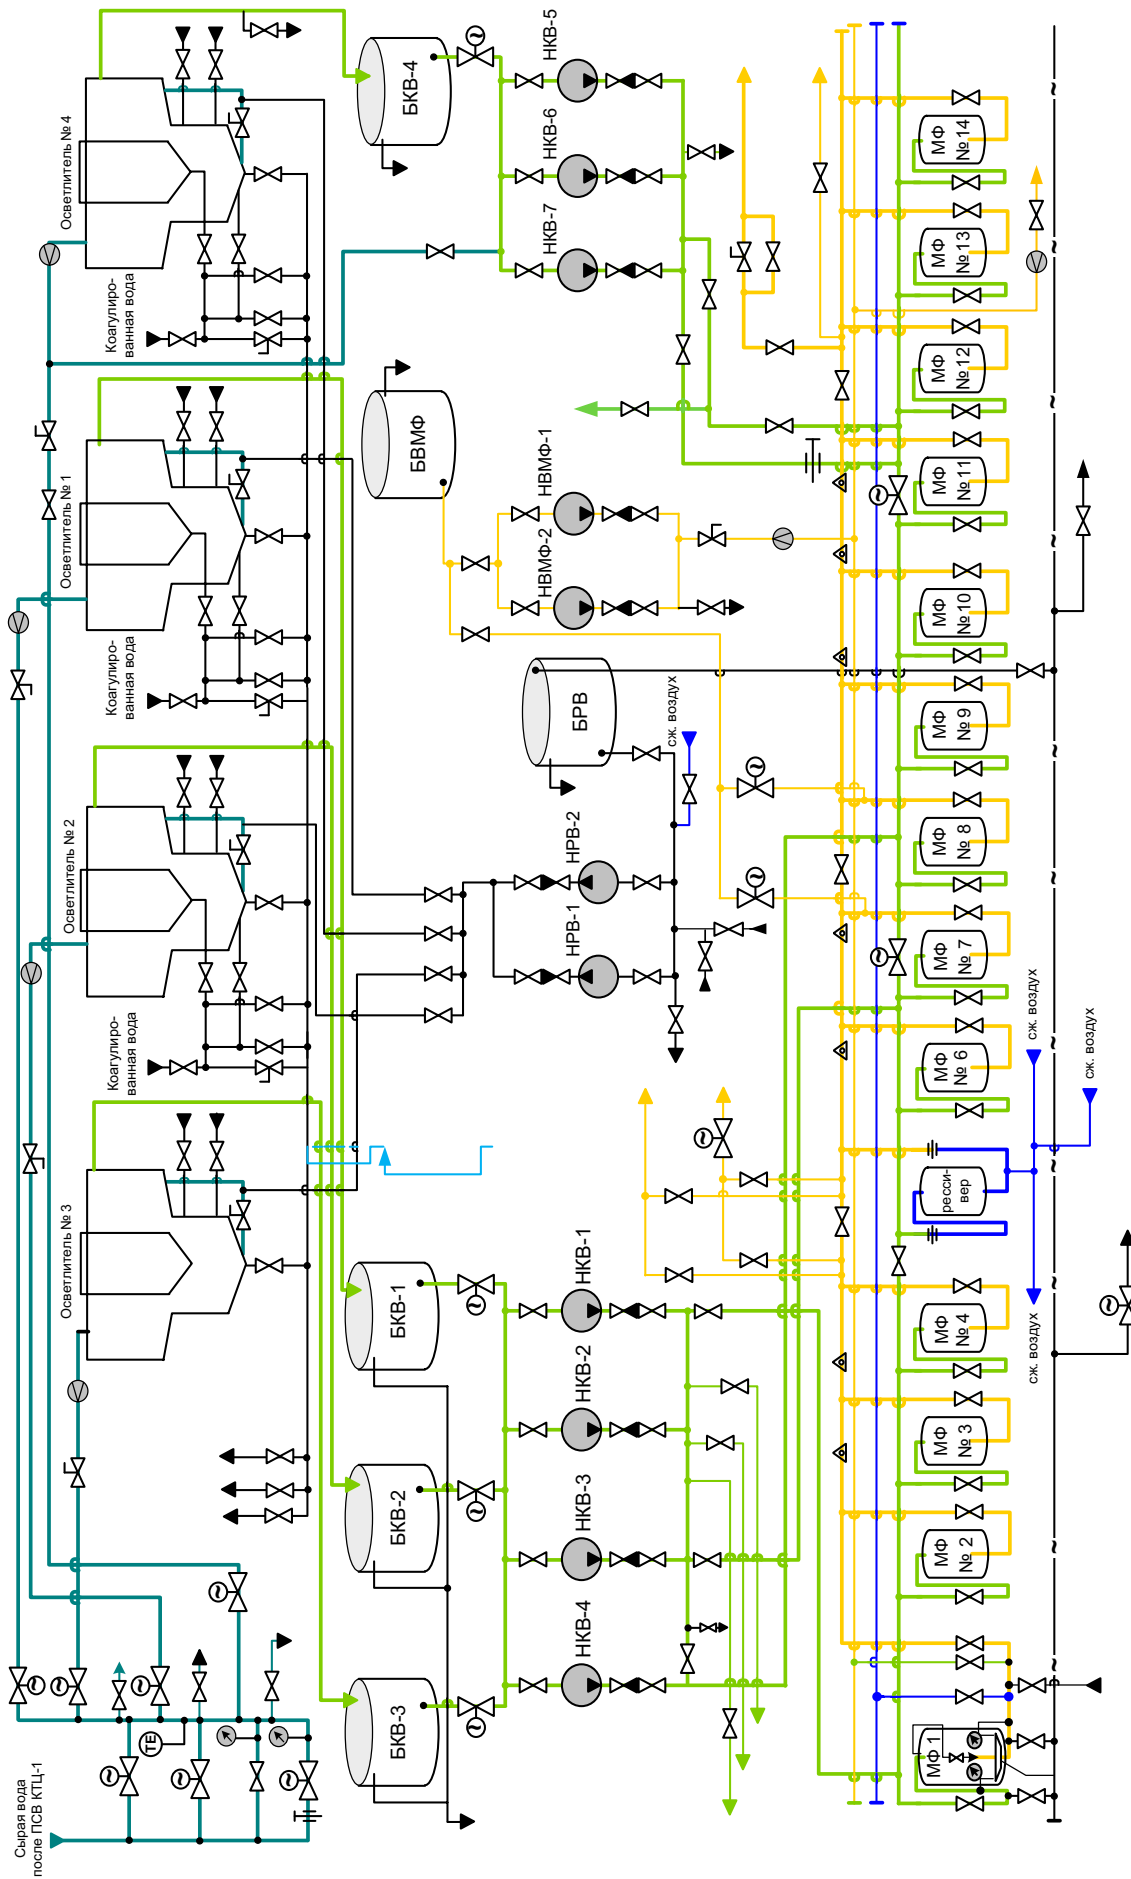 Сырая вода
после ПСВ КТЦ-1
TE
Осветлитель № 3
Осветлитель № 2
Осветлитель № 1
Осветлитель № 4
Коагулиро-
ванная вода
Коагулиро-
ванная вода
Коагулиро-
ванная вода
БКВ-3
БКВ-2
БКВ-1
БВМФ
БКВ-4
БРВ
НКВ-4
НКВ-3
НКВ-2
НКВ-1
НРВ-1
НРВ-2
НВМФ-2
НВМФ-1
НКВ-7
НКВ-6
НКВ-5
сж. воздух
МФ 1
МФ
№ 2
МФ
№ 3
МФ
№ 4
ресси-
вер
МФ
№ 6
МФ
№ 7
МФ
№ 8
МФ
№ 9
МФ
№ 10
МФ
№ 11
МФ
№ 12
МФ
№ 13
МФ
№ 14
сж. воздух
сж. воздух
сж. воздух